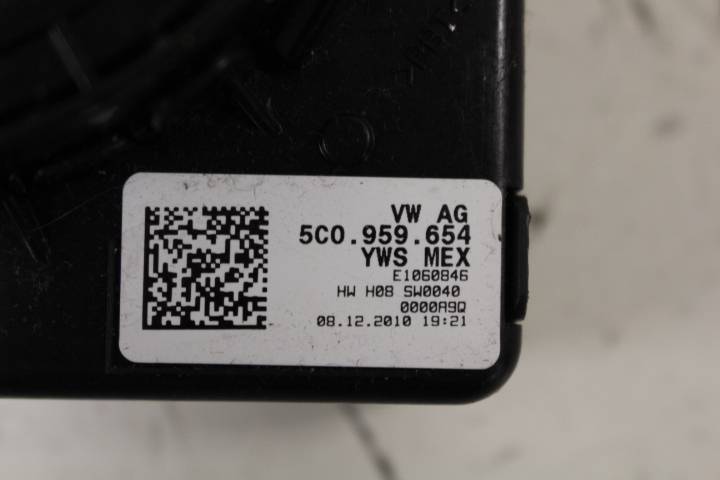 VW AG
5C0.959.654
YWS MEX
E1060846
HW H08 SW0040
0000A9Q
08.12.2010 19:21